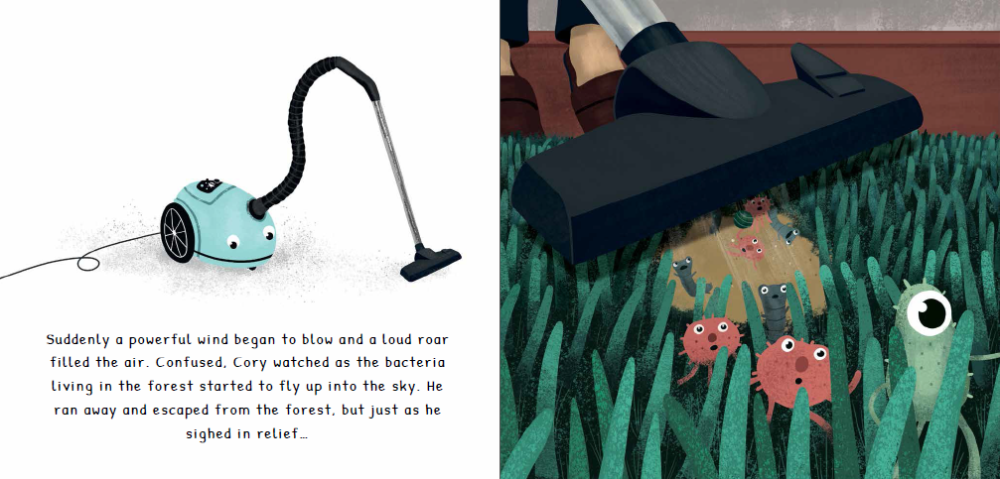 Suddenly a powerful wind began to blow and a loud roar
filled the air. Confused, Cory watched as the bacteria
living in the forest started to fly up into the sky. He
ran away and escaped from the forest, but just as he
sighed in relief...